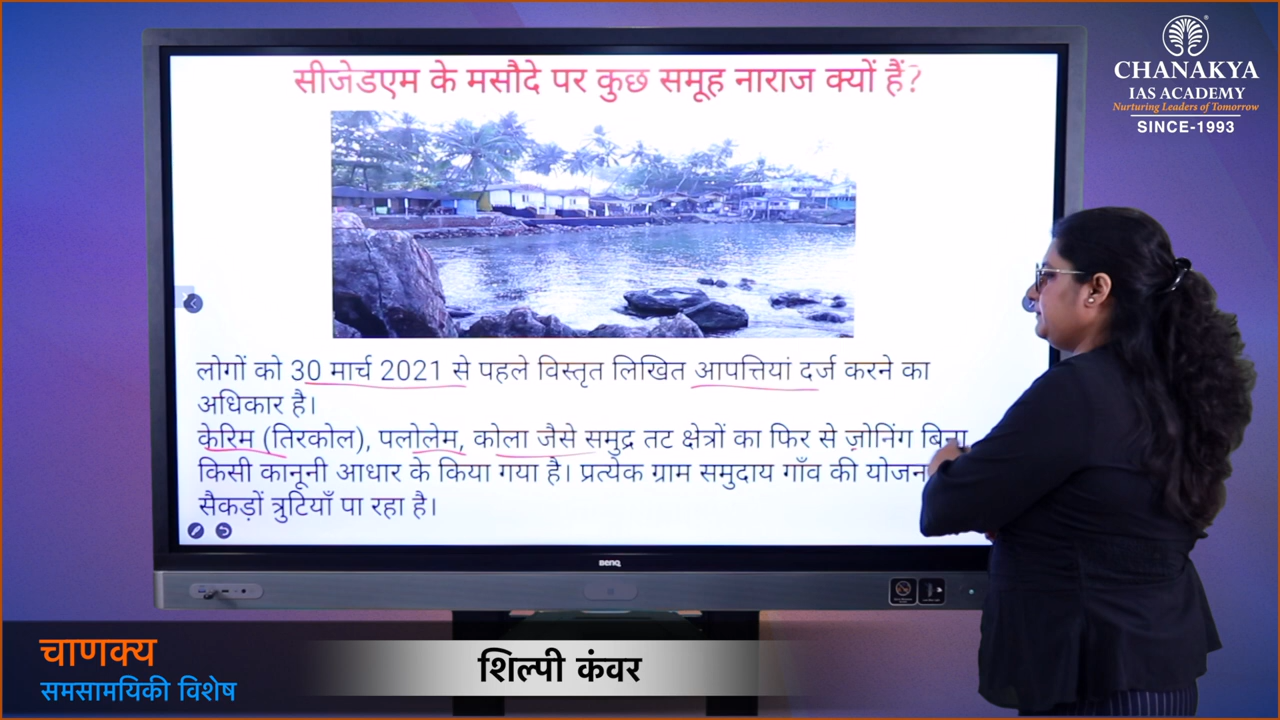 सीजेडएम के मसौदे पर कुछ समूह नाराज क्यों हैं?
CHANAKYA
IAS ACADEMY
Nurturing Leaders of Tomorrow
SINCE-1993
लोगों को 30 मार्च 2021 से पहले विस्तृत लिखित आपत्तियां दर्ज करने का
अधिकार है।
केरिम (तिरकोल), पलोलेम, कोला जैसे समुद्र तट क्षेत्रों का फिर से ज़ोनिंग बिना
किसी कानूनी आधार के किया गया है। प्रत्येक ग्राम समुदाय गाँव की
सैकड़ों त्रुटियाँ पा रहा है।
BenQ
चाणक्य
समसामयिकी विशेष
शिल्पी कंवर